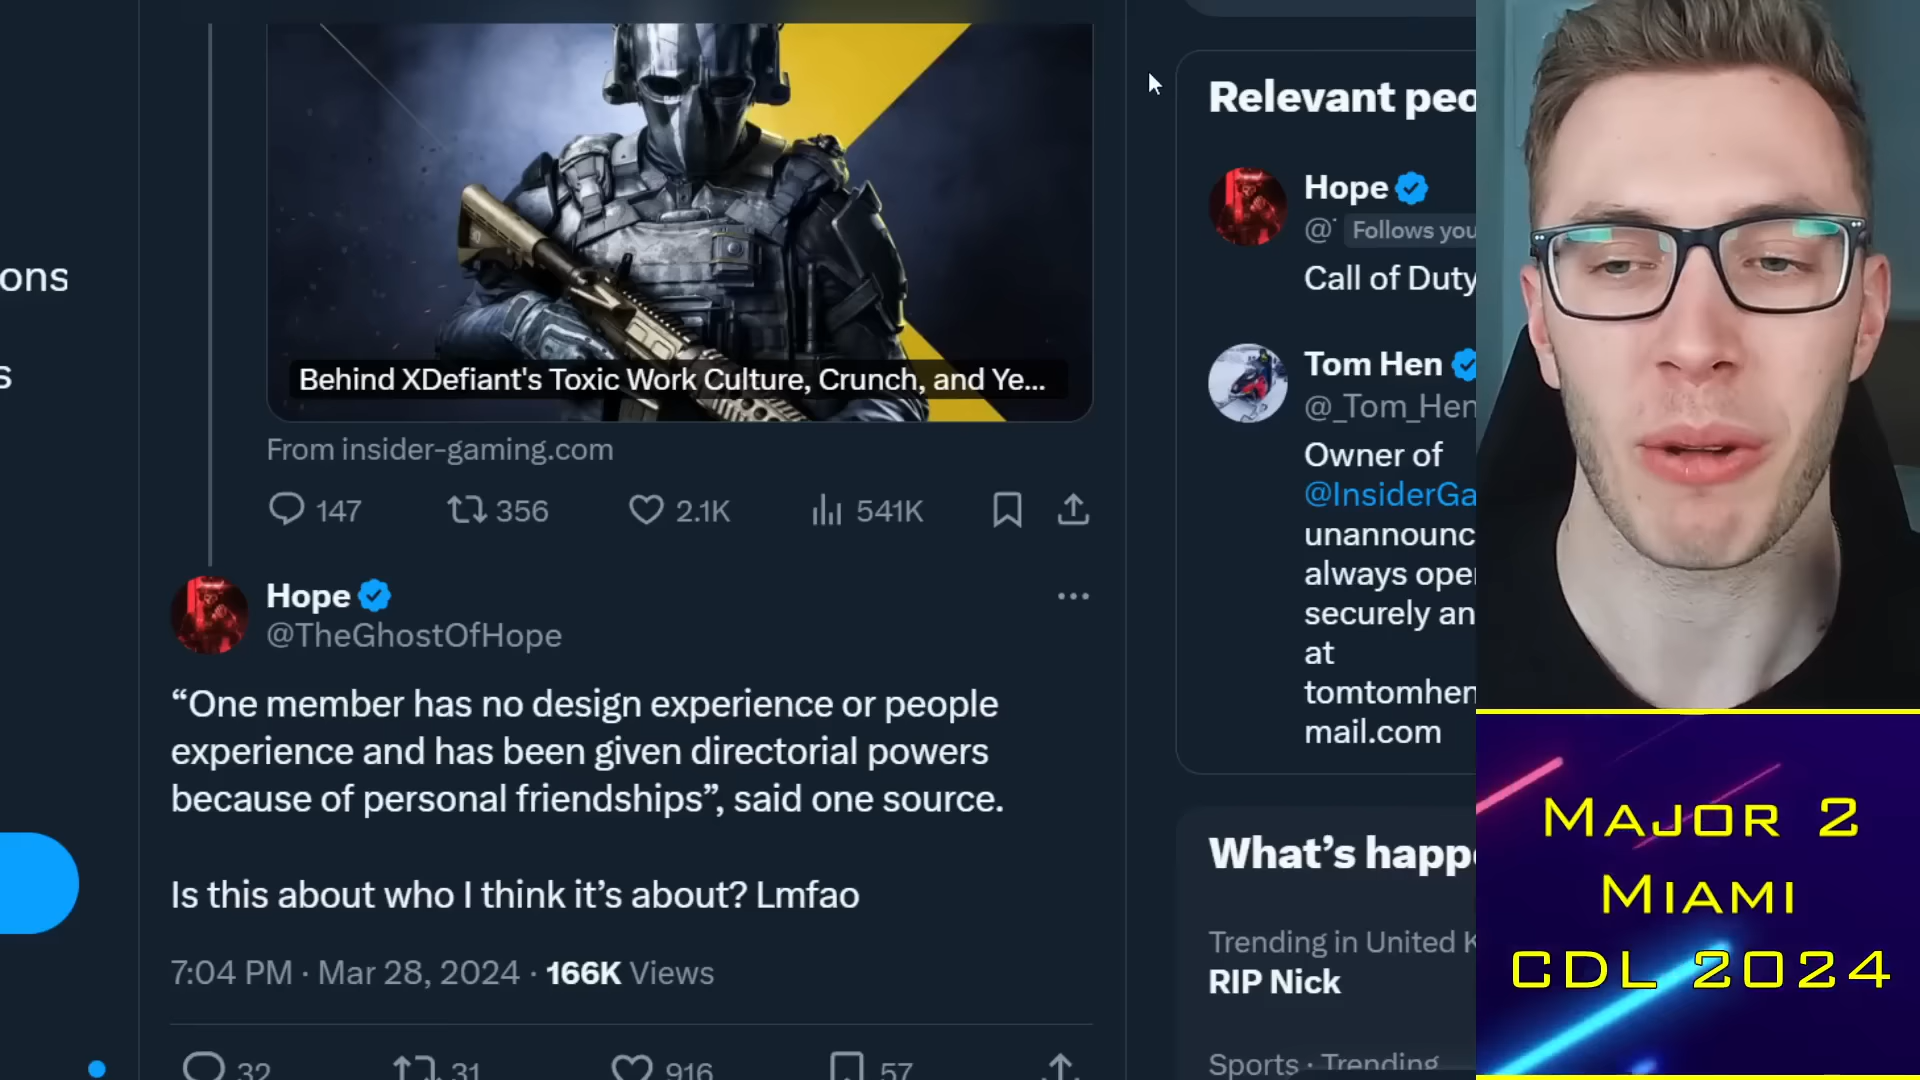 ons
s
Behind XDefiant's Toxic Work Culture, Crunch, and Ye...
From insider-gaming.com
147 356 2.1K 541K
Hope
@TheGhostOfHope
“One member has no design experience or people
experience and has been given directorial powers
because of personal friendships”, said one source.
Is this about who I think it’s about? Lmfao
7:04 PM · Mar 28, 2024 · 166K Views
32 31 916 57
Relevant peo
Hope
@ Follows you
Call of Duty
Tom Hen
@_Tom_Hen
Owner of
@InsiderGa
unannounc
always ope
securely an
at
tomtomhen
mail.com
What’s happ
Trending in United K
RIP Nick
Sports · Trending
MAJOR 2
MIAMI
CDL 2024